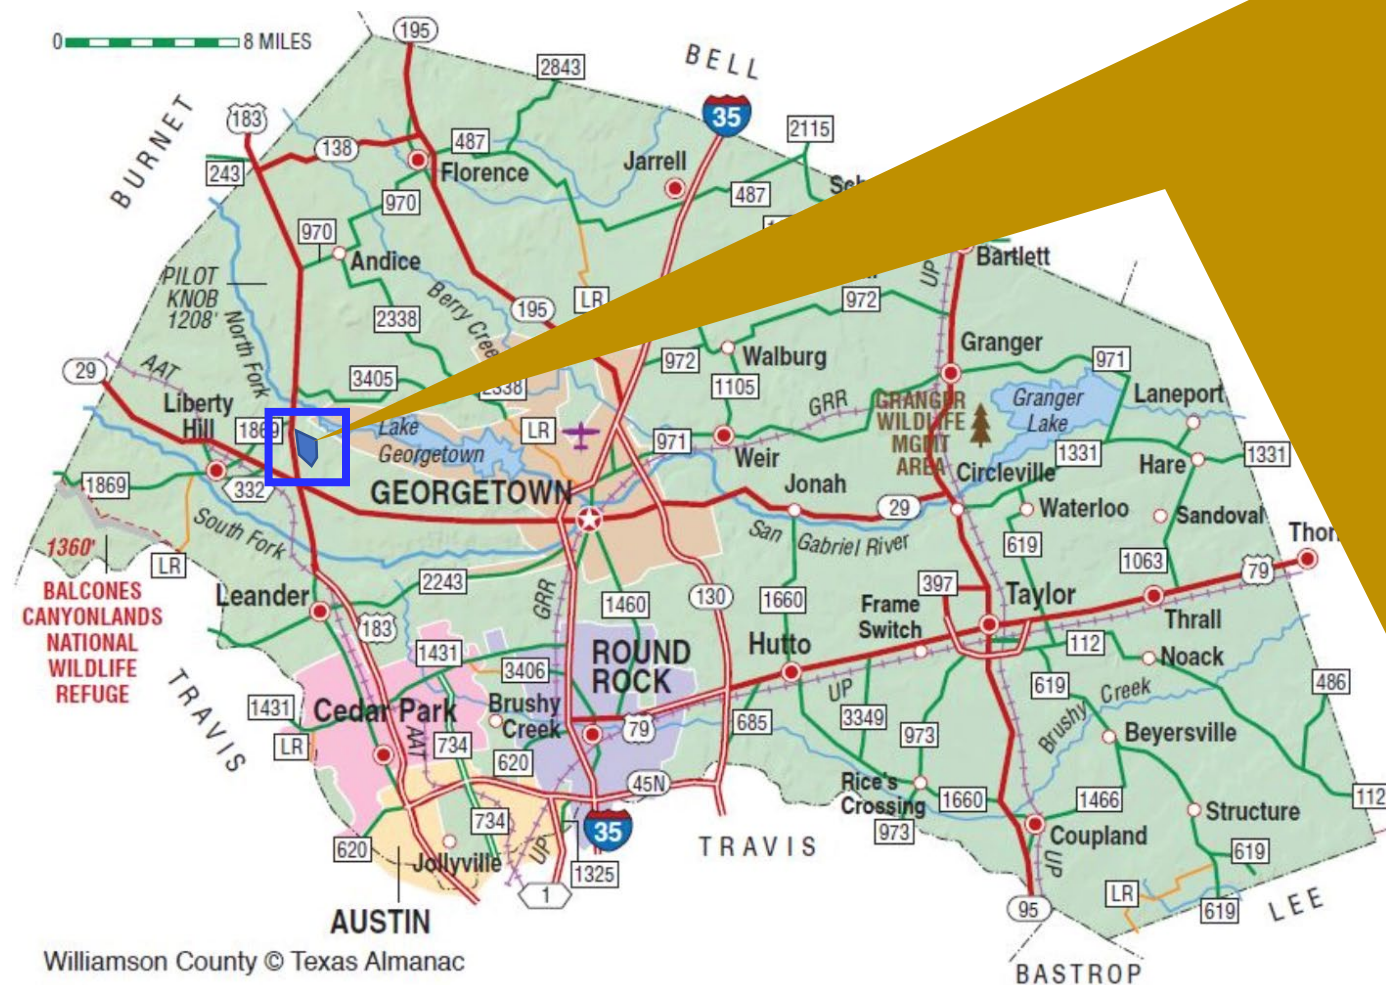 195
0 8 MILES
2843
BELL
35
183
BURNET
2115
138
487
Jarrell
243
Florence
487
970
970
Andice
Bartlett
UP
PILOT
KNOB
1208'
Berry Creek
LR
972
195
North Fork
2338
Granger
Walburg
972
971
AAT
29
3405
2338
1105
GRR
Laneport
Granger
Lake
Liberty
Hill
GRANGER
WILDLIFE
MGMT
AREA
1869
Lake
Georgetown
LR
971
Weir
1331
Hare
1331
Circleville
1869
332
GEORGETOWN
Jonah
29
Waterloo
Sandoval
South Fork
San Gabriel River
1360'
LR
619
1063
79
BALCONES
CANYONLANDS
NATIONAL
WILDLIFE
REFUGE
Leander
2243
GRR
1460
130
1660
397
Frame
Switch
Taylor
Thrall
183
1431
3406
ROUND
ROCK
Hutto
112
Noack
UP
619
Creek
486
TRAVIS
1431
Cedar Park
Brushy
Creek
79
685
3349
973
Brushy
Beyersville
LR
AAT
734
620
45N
Rice's
Crossing
1660
1466
112
Structure
734
35
TRAVIS
973
Coupland
620
Jollyville
UP
1325
UP
619
1
LR
95
619
LEE
AUSTIN
Williamson County © Texas Almanac
BASTROP